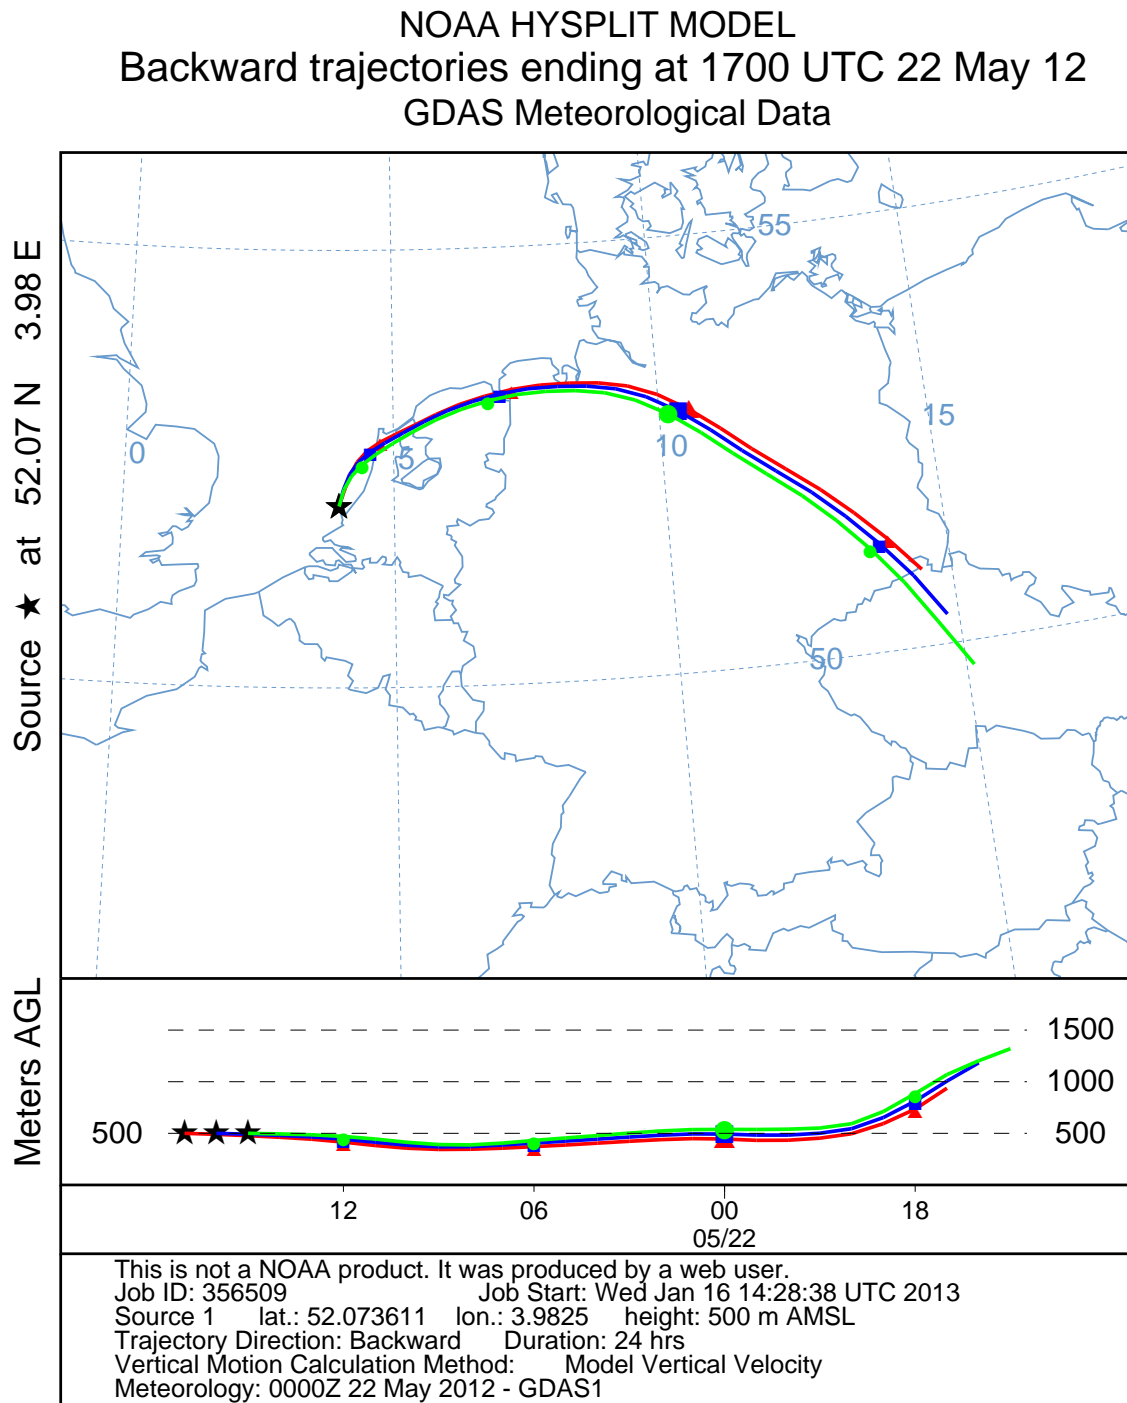 NOAA HYSPLIT MODEL
Backward trajectories ending at 1700 UTC 22 May 12
GDAS Meteorological Data
Source ★ at 52.07 N 3.98 E
55
15
0
5
10
50
Meters AGL
1500
1000
500
500
12
06
00
18
05/22
This is not a NOAA product. It was produced by a web user.
Job ID: 356509 Job Start: Wed Jan 16 14:28:38 UTC 2013
Source 1 lat.: 52.073611 lon.: 3.9825 height: 500 m AMSL
Trajectory Direction: Backward Duration: 24 hrs
Vertical Motion Calculation Method: Model Vertical Velocity
Meteorology: 0000Z 22 May 2012 - GDAS1